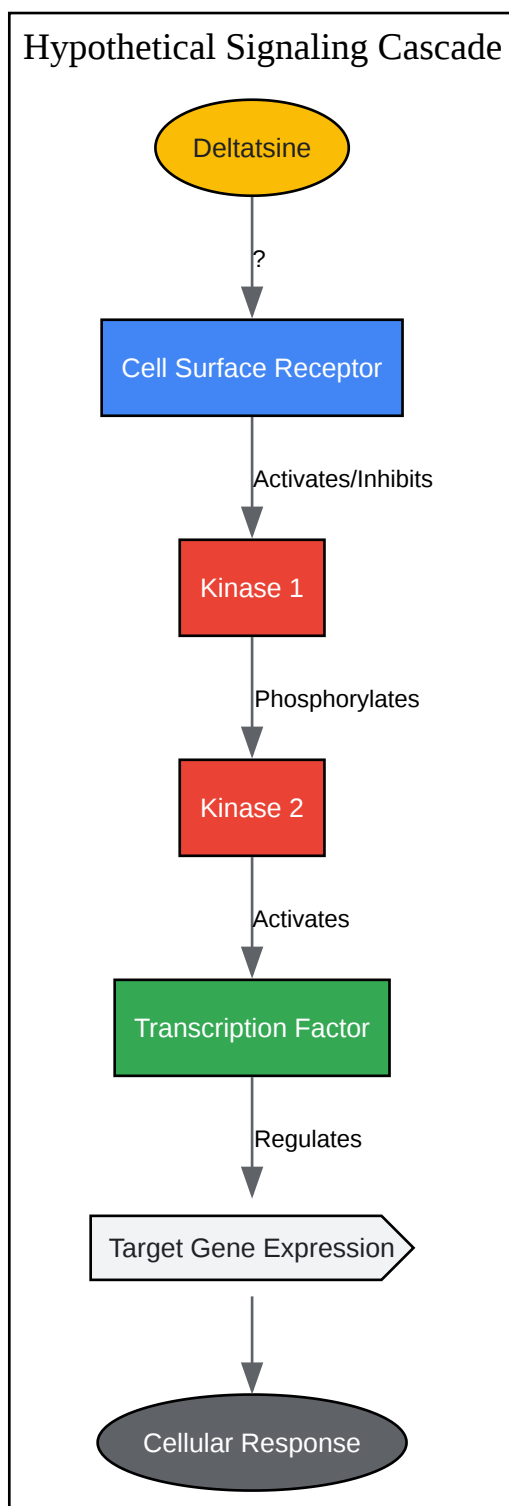 Hypothetical Signaling Cascade
Deltatsine
?
Cell Surface Receptor
Activates/Inhibits
Kinase 1
Phosphorylates
Kinase 2
Activates
Transcription Factor
Regulates
Target Gene Expression
Cellular Response